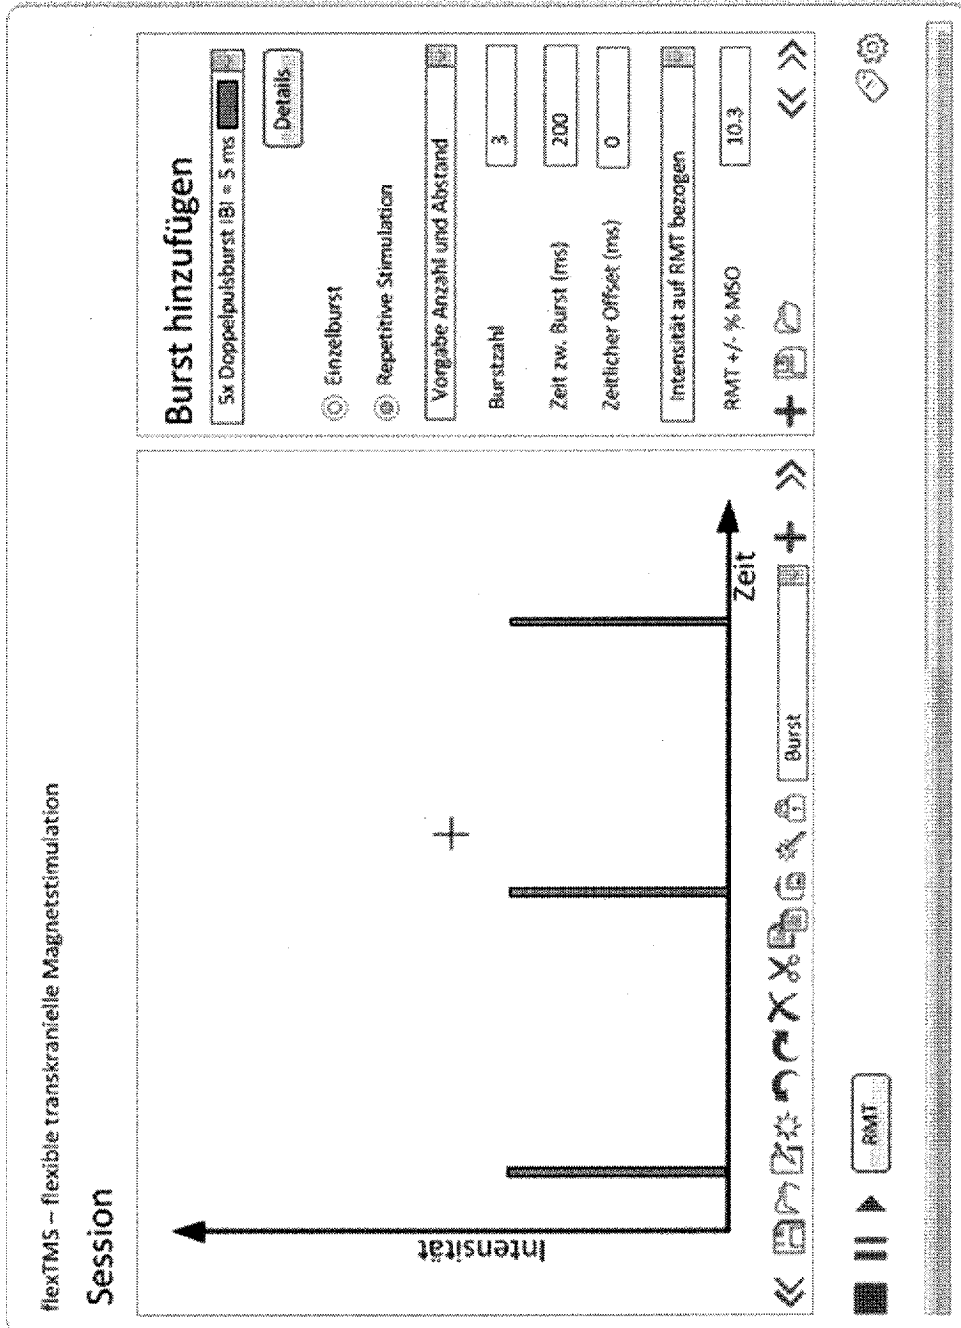 flexTMS – flexible transkranielle Magnetstimulation
Session
Intensität
Zeit
Burst
RMT
Burst hinzufügen
5x Doppelpulsburst IBI = 5 ms
Details
Einzelburst
Repetitive Stimulation
Vorgabe Anzahl und Abstand
Burstzahl 3
Zeit zw. Burst (ms) 200
Zeitlicher Offset (ms) 0
Intensität auf RMT bezogen
RMT +/- % MSO 10.3